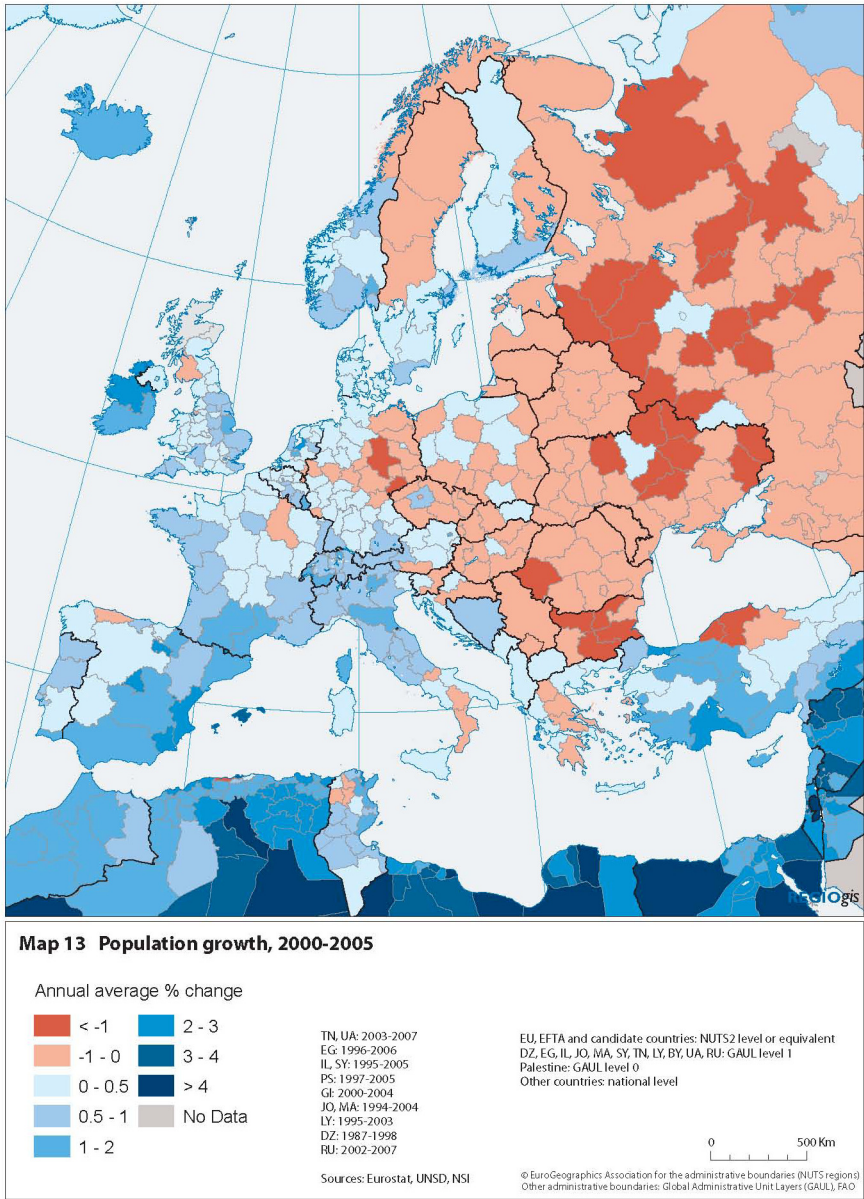 REGIOgis
Map 13 Population growth, 2000-2005
Annual average % change
< -1
-1 - 0
0 - 0.5
0.5 - 1
1 - 2
2 - 3
3 - 4
> 4
No Data
TN, UA: 2003-2007
EG: 1996-2006
IL, SY: 1995-2005
PS: 1997-2005
GI: 2000-2004
JO, MA: 1994-2004
LY: 1995-2003
DZ: 1987-1998
RU: 2002-2007
Sources: Eurostat, UNSD, NSI
EU, EFTA and candidate countries: NUTS2 level or equivalent
DZ, EG, IL, JO, MA, SY, TN, LY, BY, UA, RU: GAUL level 1
Palestine: GAUL level 0
Other countries: national level
0 500 Km
© EuroGeographics Association for the administrative boundaries (NUTS regions)
Other administrative boundaries: Global Administrative Unit Layers (GAUL), FAO